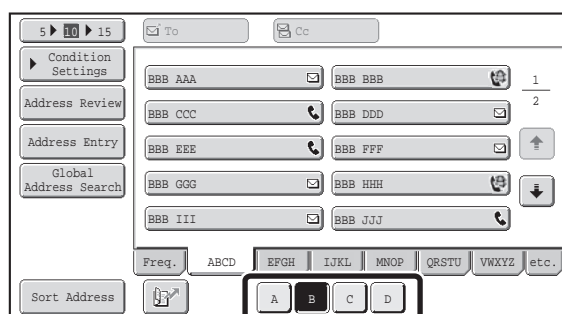 5 10 15
To
Cc
Condition
Settings
Address Review
Address Entry
Global
Address Search
BBB AAA
BBB BBB
BBB CCC
BBB DDD
BBB EEE
BBB FFF
BBB GGG
BBB HHH
BBB III
BBB JJJ
1
2
Freq. ABCD EFGH IJKL MNOP QRSTU VWXYZ etc.
Sort Address
A B C D